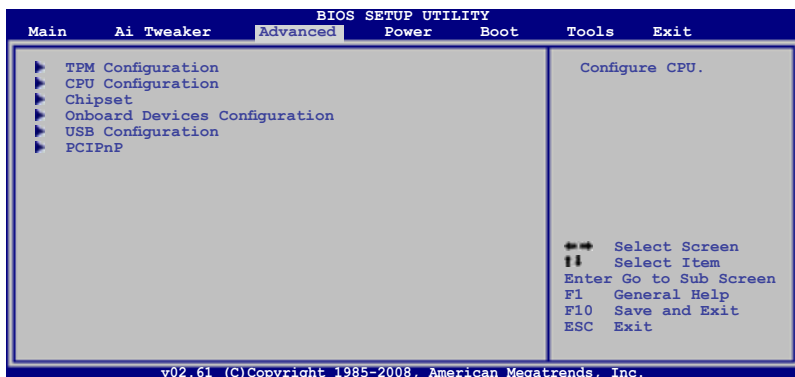 BIOS SETUP UTILITY
Main Ai Tweaker Advanced Power Boot Tools Exit
TPM Configuration
CPU Configuration
Chipset
Onboard Devices Configuration
USB Configuration
PCIPnP
Configure CPU.
Select Screen
Select Item
Enter Go to Sub Screen
F1 General Help
F10 Save and Exit
ESC Exit
v02.61 (C)Copyright 1985-2008, American Megatrends, Inc.